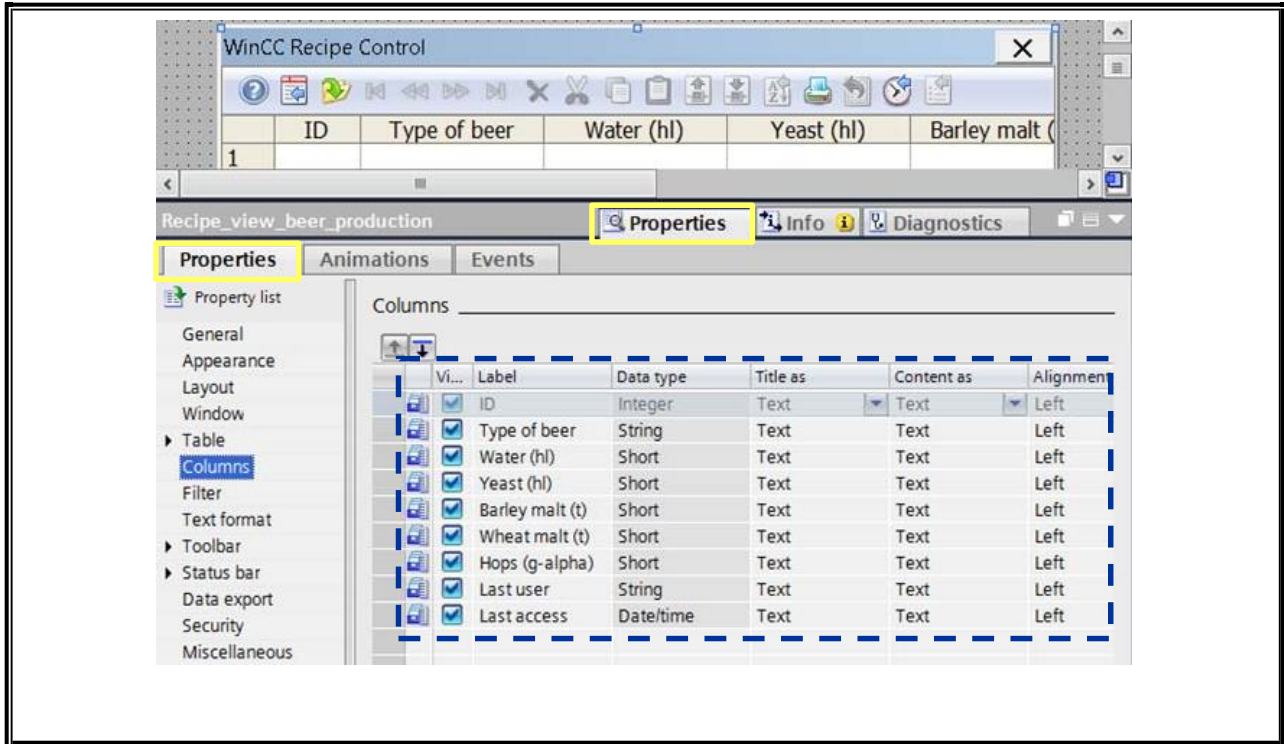 WinCC Recipe Control
ID Type of beer Water (hl) Yeast (hl) Barley malt (
1
Recipe_view_beer_production Properties Info Diagnostics
Properties Animations Events
Property list
Columns
General
Appearance
Layout
Window
Table
Columns
Filter
Text format
Toolbar
Status bar
Data export
Security
Miscellaneous
Vi... Label Data type Title as Content as Alignment
ID Integer Text Text Left
Type of beer String Text Text Left
Water (hl) Short Text Text Left
Yeast (hl) Short Text Text Left
Barley malt (t) Short Text Text Left
Wheat malt (t) Short Text Text Left
Hops (g-alpha) Short Text Text Left
Last user String Text Text Left
Last access Date/time Text Text Left